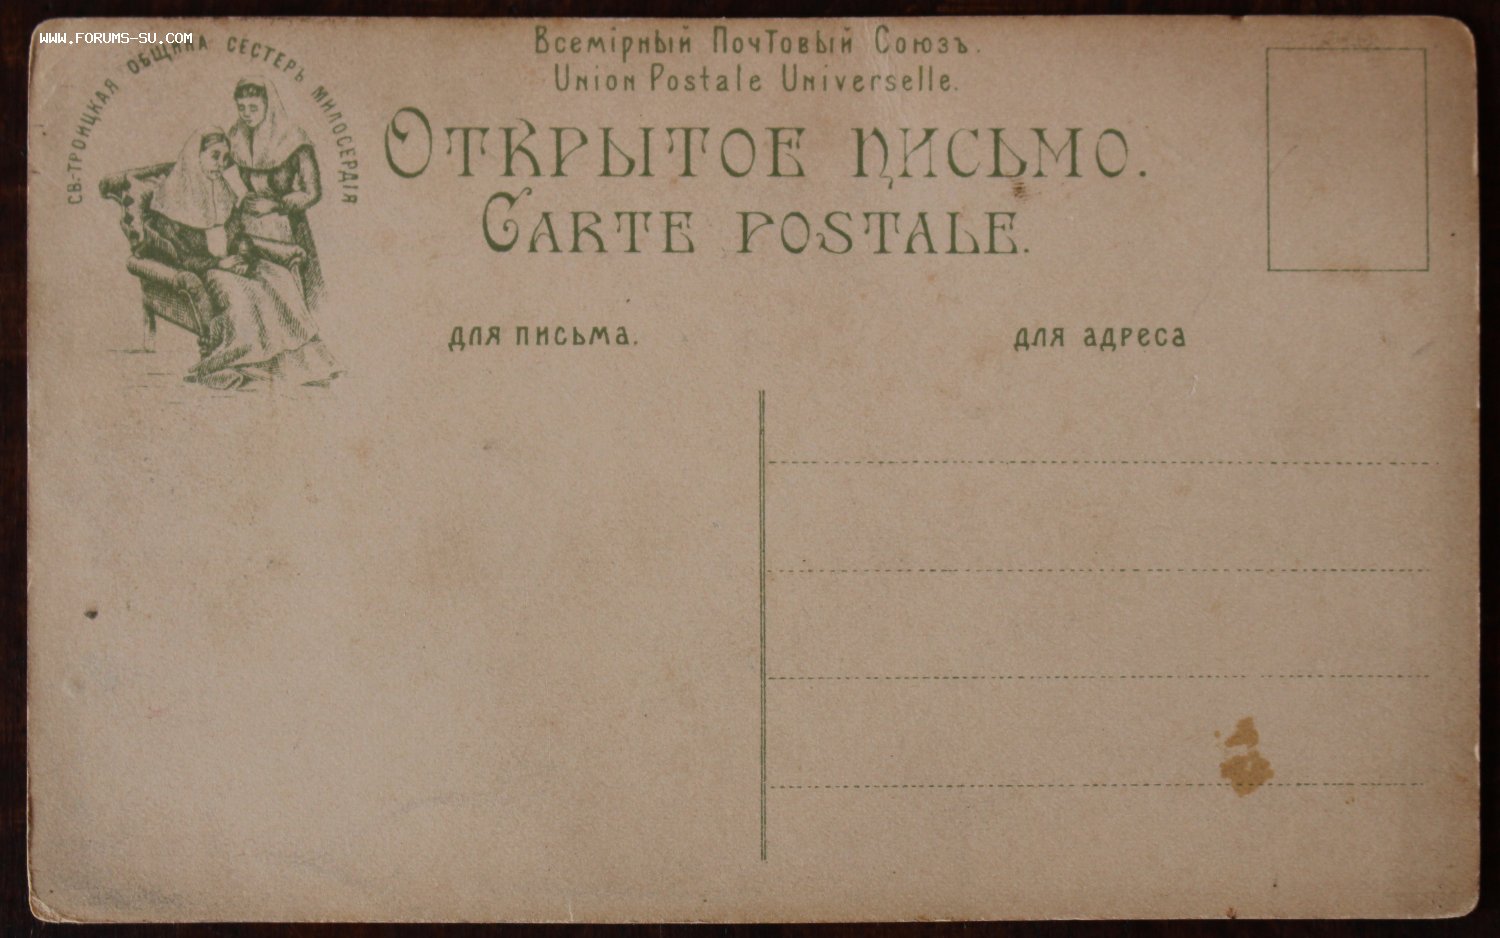 www.forums-su.com
СВ.-ТРОИЦКАЯ ОБЩИНА СЕСТЕРЪ МИЛОСЕРДІЯ
Всемірный Почтовый Союзъ.
Union Postale Universelle.
Открытое письмо.
Carte postale.
для письма.
для адреса